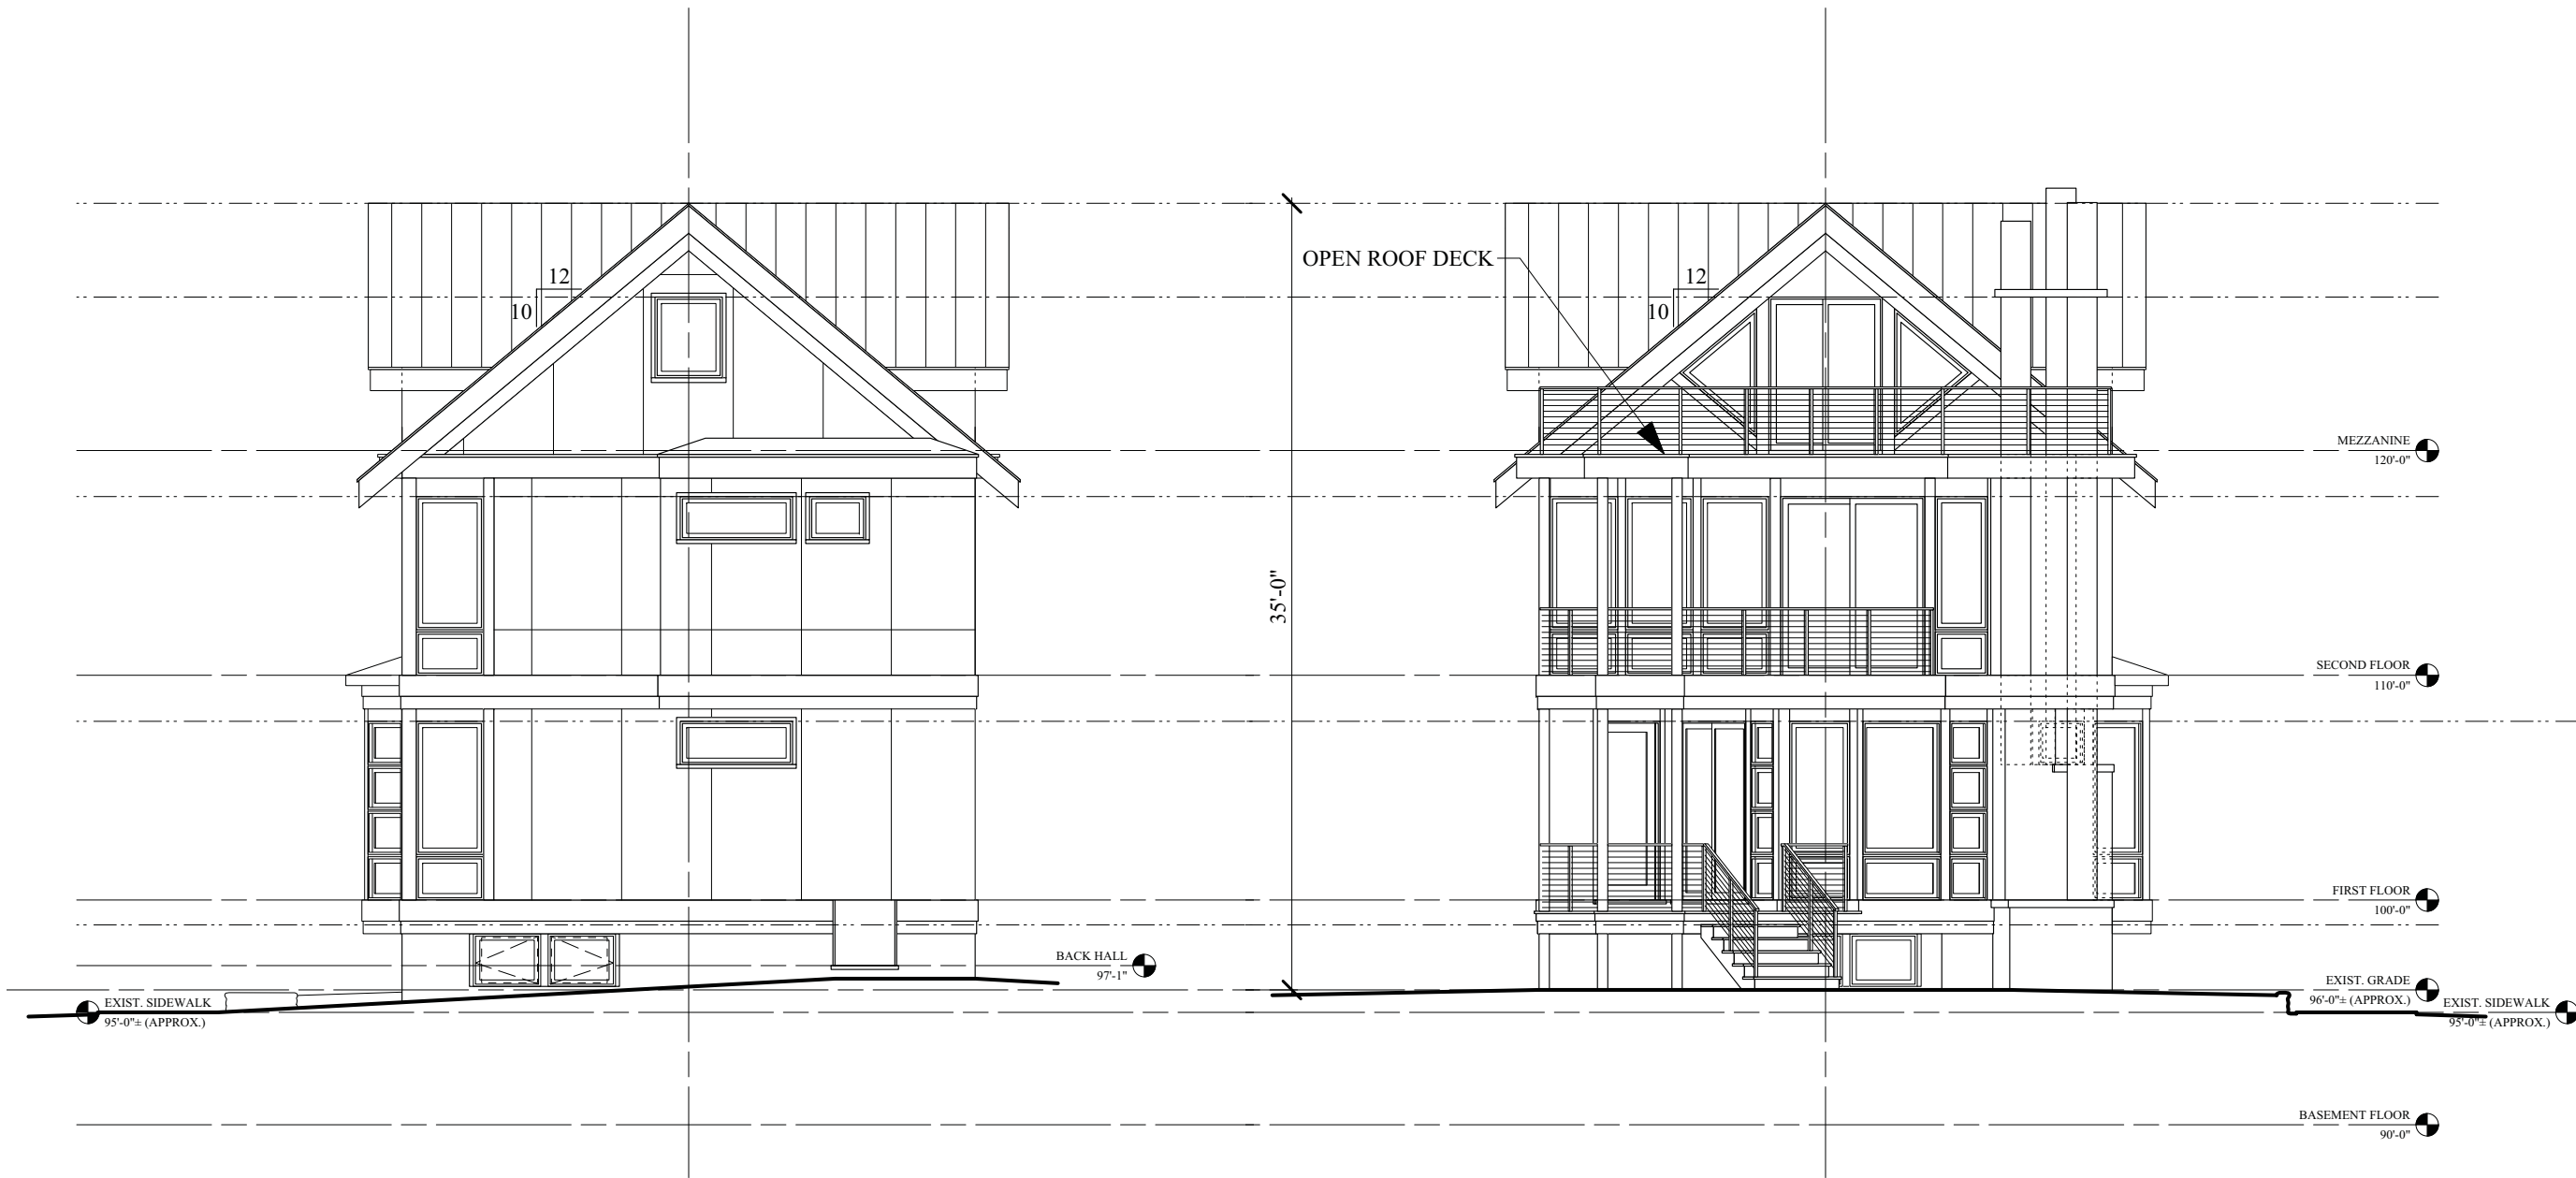 12
10
OPEN ROOF DECK
12
10
MEZZANINE
120'-0"
35'-0"
SECOND FLOOR
110'-0"
FIRST FLOOR
100'-0"
BACK HALL
97'-1"
EXIST. GRADE
96'-0"± (APPROX.)
EXIST. SIDEWALK
95'-0"± (APPROX.)
EXIST. SIDEWALK
95'-0"± (APPROX.)
BASEMENT FLOOR
90'-0"